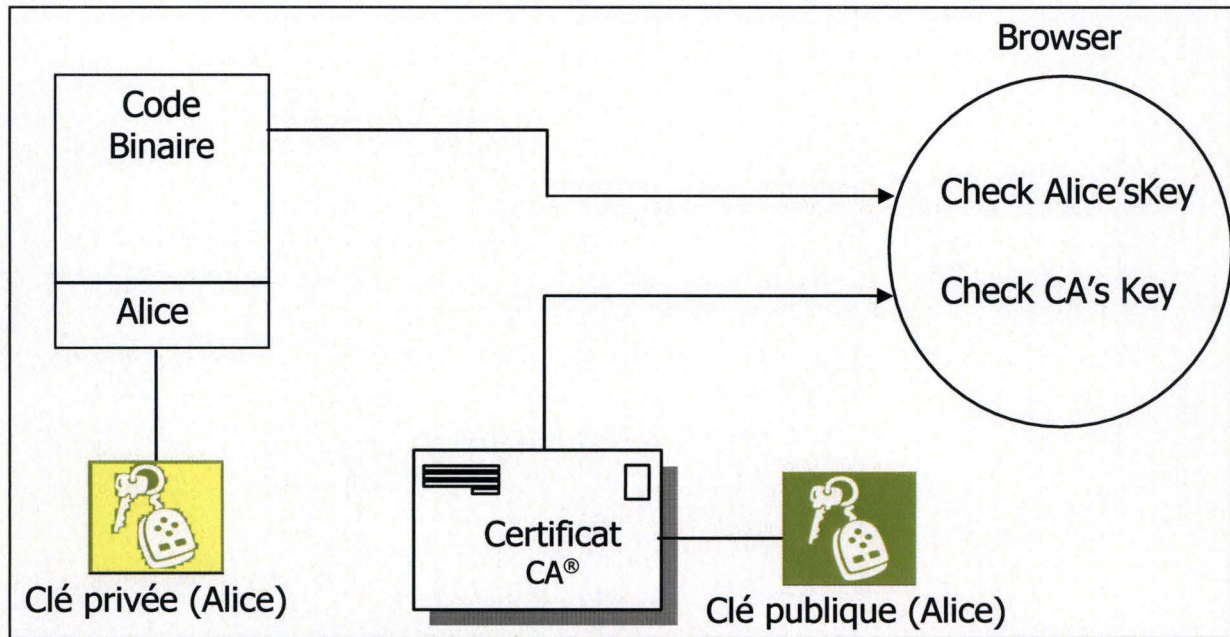 Browser
Code
Binaire
Check Alice'sKey
Check CA's Key
Alice
Certificat
CA®
Clé privée (Alice)
Clé publique (Alice)